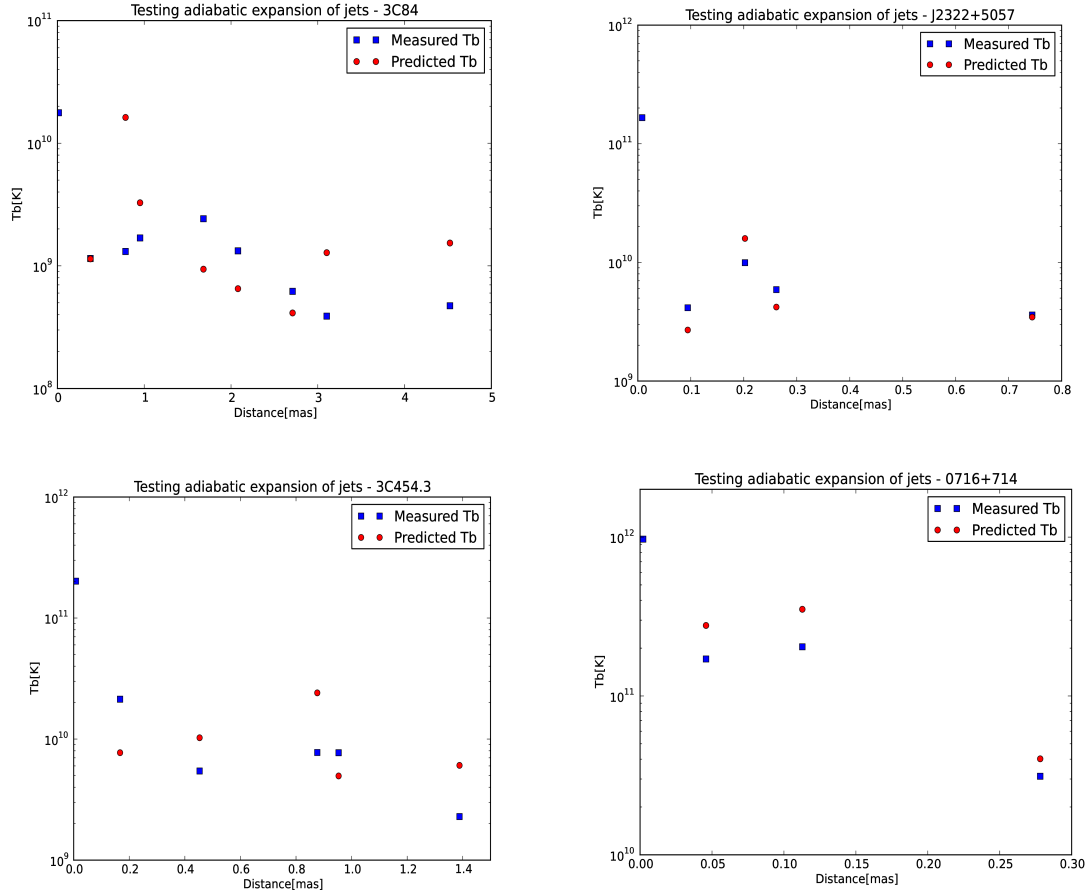 Testing adiabatic expansion of jets - 3C84
10^11
10^10
10^9
10^8
Tb[K]
Measured Tb
Predicted Tb
0 1 2 3 4 5
Distance[mas]
Testing adiabatic expansion of jets - J2322+5057
10^12
10^11
10^10
10^9
Tb[K]
Measured Tb
Predicted Tb
0.0 0.1 0.2 0.3 0.4 0.5 0.6 0.7 0.8
Distance[mas]
Testing adiabatic expansion of jets - 3C454.3
10^12
10^11
10^10
10^9
Tb[K]
Measured Tb
Predicted Tb
0.0 0.2 0.4 0.6 0.8 1.0 1.2 1.4
Distance[mas]
Testing adiabatic expansion of jets - 0716+714
10^12
10^11
10^10
Tb[K]
Measured Tb
Predicted Tb
0.00 0.05 0.10 0.15 0.20 0.25 0.30
Distance[mas]